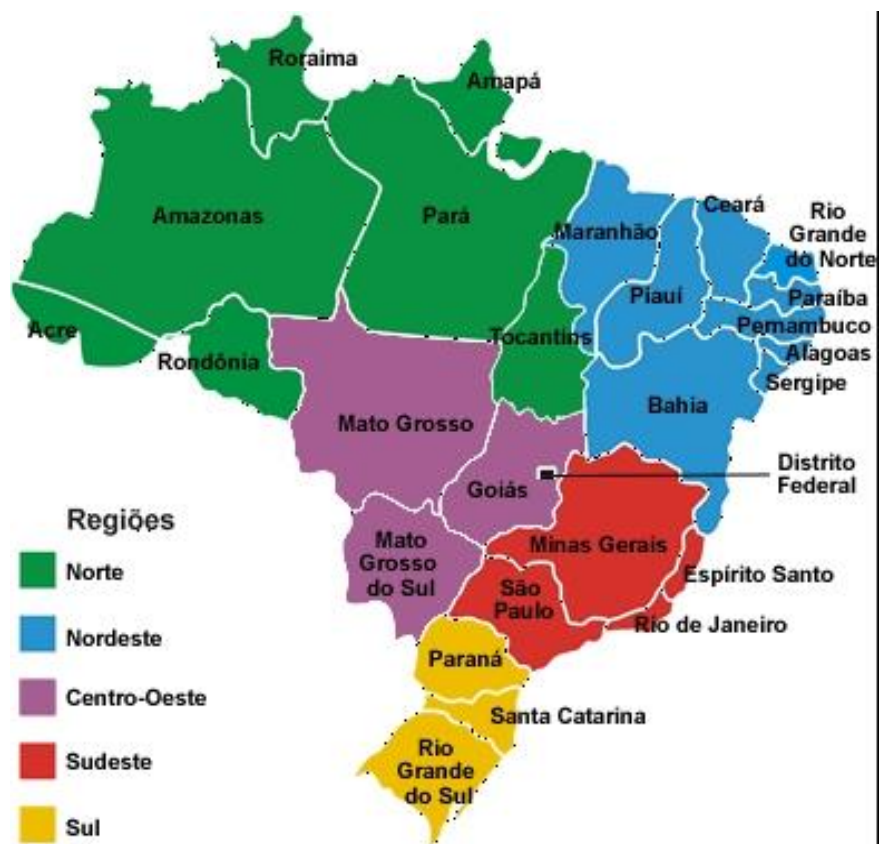 Roraima
Amapá
Amazonas
Pará
Maranhão
Ceará
Rio
Grande
do Norte
Piauí
Paraíba
Acre
Rondônia
Tocantins
Pernambuco
Alagoas
Sergipe
Mato Grosso
Bahia
Goiás
Distrito
Federal
Mato
Grosso
do Sul
Minas Gerais
São
Paulo
Espírito Santo
Rio de Janeiro
Paraná
Santa Catarina
Rio
Grande
do Sul
Regiões
Norte
Nordeste
Centro-Oeste
Sudeste
Sul